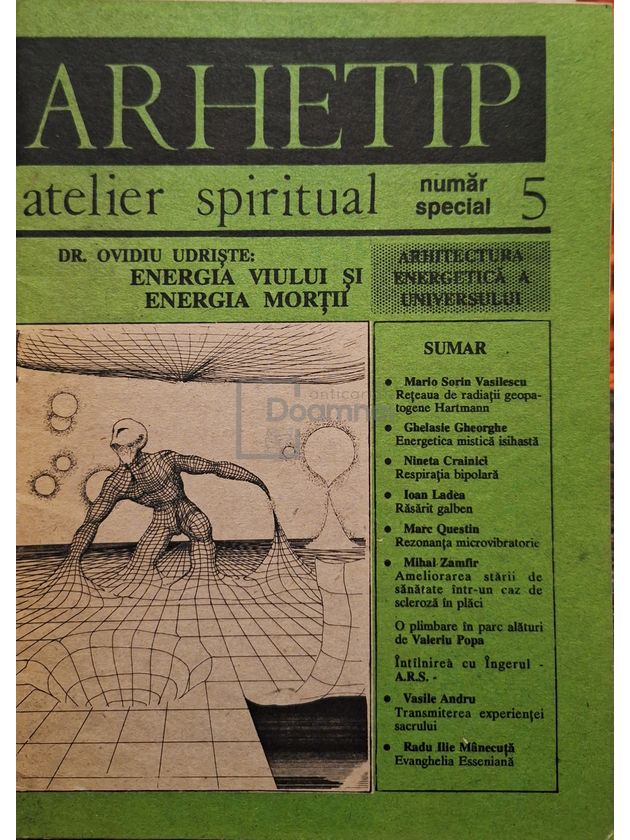 ARHETIP
atelier spiritual
număr
special 5
DR. OVIDIU UDRIȘTE:
ENERGIA VIULUI ȘI
ENERGIA MORȚII
ARHITECTURA
ENERGETICĂ A
UNIVERSULUI
SUMAR
• Mario Sorin Vasilescu
Rețeaua de radiații geopa-
togene Hartmann
• Ghelasie Gheorghe
Energetica mistică isihastă
• Nineta Crainici
Respirația bipolară
• Ioan Ladea
Răsărit galben
• Marc Questin
Rezonanța microvibratorie
• Mihai Zamfir
Ameliorarea stării de
sănătate într-un caz de
scleroză în plăci
O plimbare în parc alături
de Valeriu Popa
Întîlnirea cu Îngerul -
A.R.S. -
• Vasile Andru
Transmiterea experienței
sacrului
• Radu Ilie Mânecuță
Evanghelia Esseniană
anticar
Doamnei